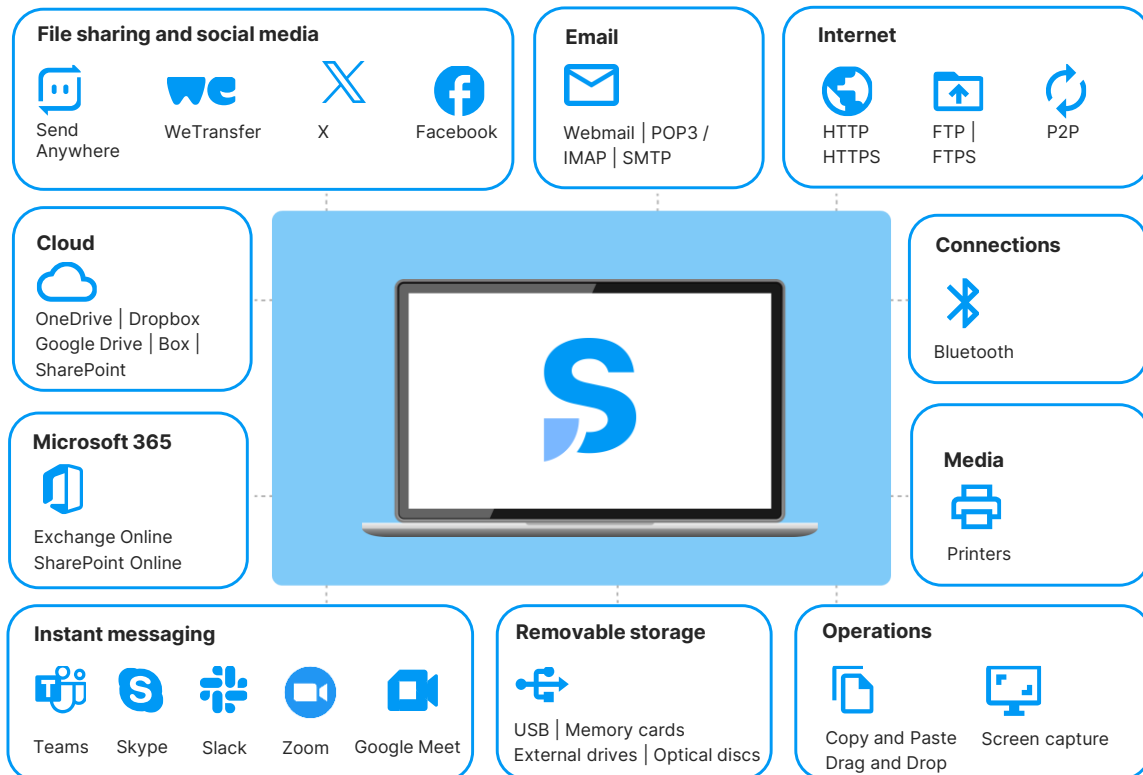 File sharing and social media
Send
Anywhere
WeTransfer
X
Facebook
Email
Webmail | POP3 /
IMAP | SMTP
Internet
HTTP
HTTPS
FTP |
FTPS
P2P
Cloud
OneDrive | Dropbox
Google Drive | Box |
SharePoint
Connections
Bluetooth
Microsoft 365
Exchange Online
SharePoint Online
Media
Printers
Instant messaging
Teams
Skype
Slack
Zoom
Google Meet
Removable storage
USB | Memory cards
External drives | Optical discs
Operations
Copy and Paste
Drag and Drop
Screen capture